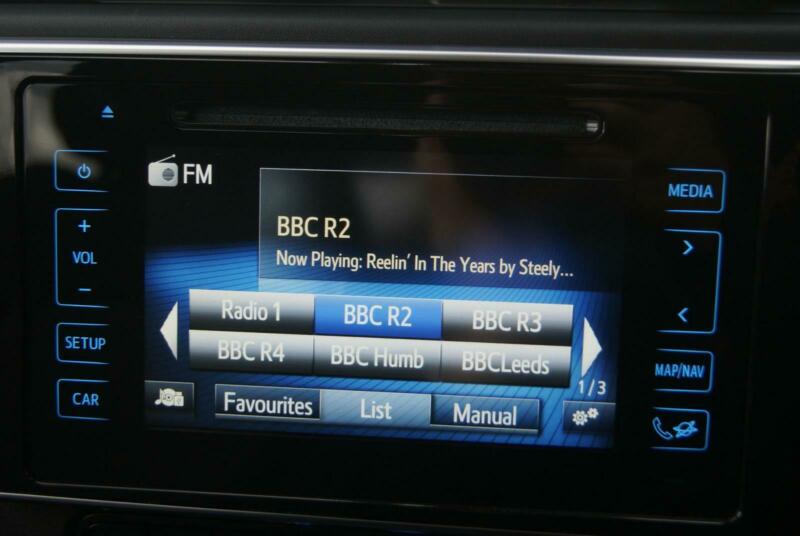 FM
MEDIA
BBC R2
Now Playing: Reelin' In The Years by Steely...
+
VOL
−
Radio 1 BBC R2 BBC R3
SETUP
BBC R4 BBC Humb BBCLeeds
MAP/NAV
1/3
CAR
Favourites List Manual